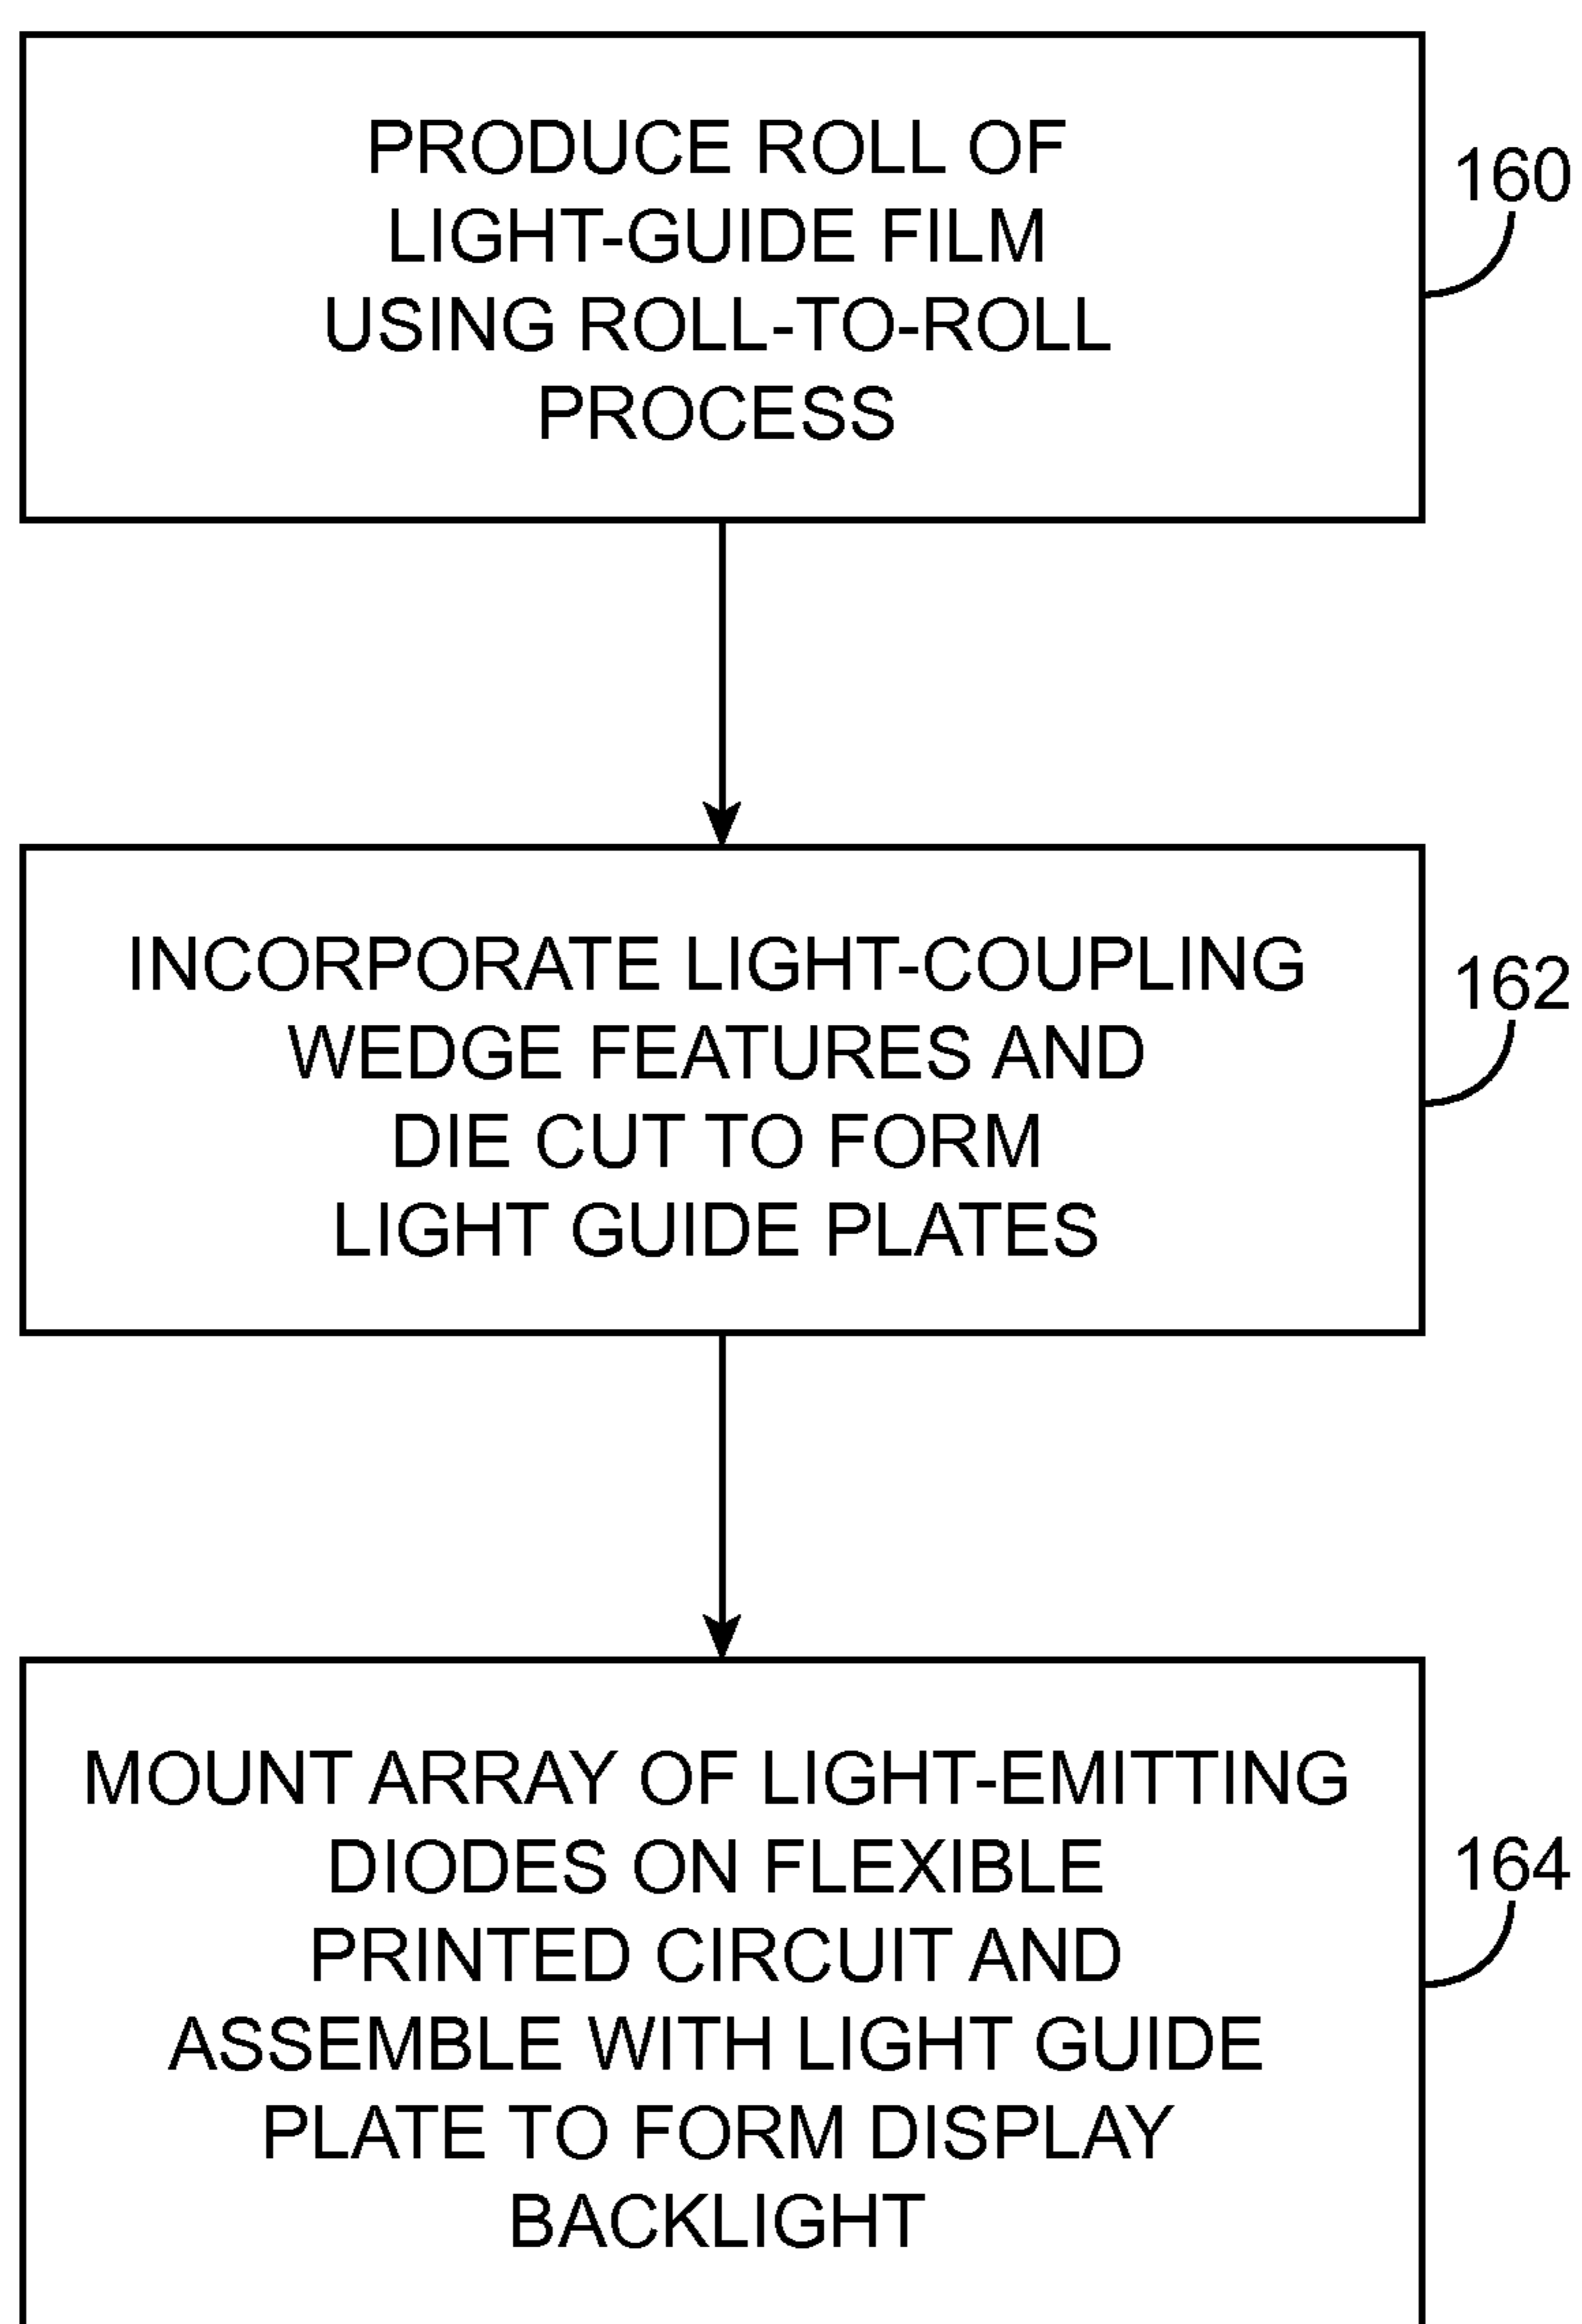 PRODUCE ROLL OF
LIGHT-GUIDE FILM
USING ROLL-TO-ROLL
PROCESS
160
INCORPORATE LIGHT-COUPLING
WEDGE FEATURES AND
DIE CUT TO FORM
LIGHT GUIDE PLATES
162
MOUNT ARRAY OF LIGHT-EMITTING
DIODES ON FLEXIBLE
PRINTED CIRCUIT AND
ASSEMBLE WITH LIGHT GUIDE
PLATE TO FORM DISPLAY
BACKLIGHT
164